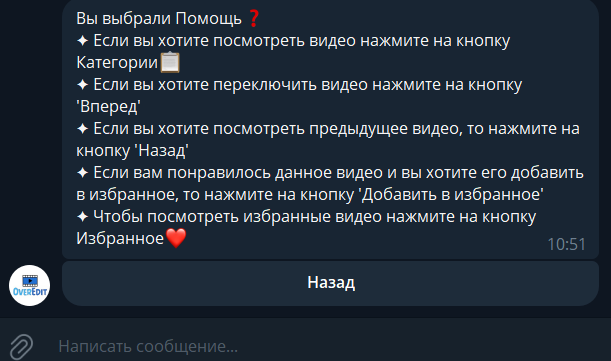 Вы выбрали Помощь ❓
✦ Если вы хотите посмотреть видео нажмите на кнопку
Категории📋
✦ Если вы хотите переключить видео нажмите на кнопку
'Вперед'
✦ Если вы хотите посмотреть предыдущее видео, то нажмите на
кнопку 'Назад'
✦ Если вам понравилось данное видео и вы хотите его добавить
в избранное, то нажмите на кнопку 'Добавить в избранное'
✦ Чтобы посмотреть избранные видео нажмите на кнопку
Избранное❤️
10:51
OverEdit
Назад
Написать сообщение...